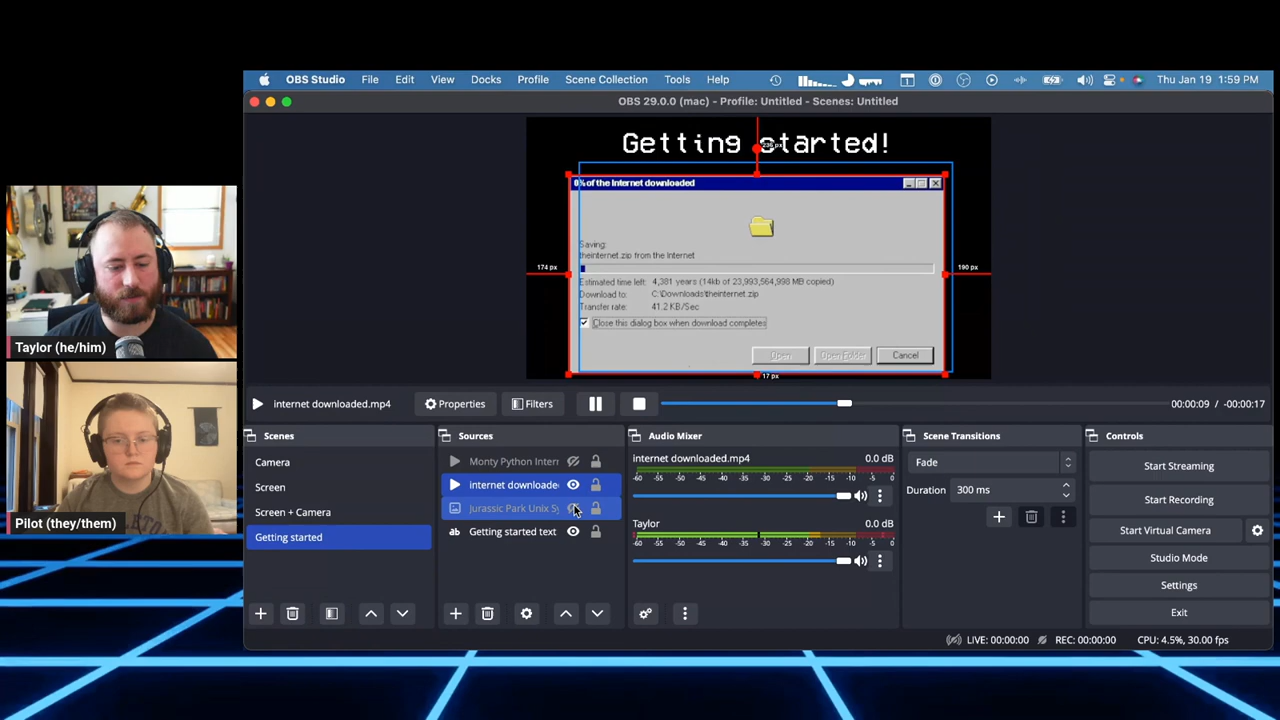 OBS Studio File Edit View Docks Profile Scene Collection Tools Help Thu Jan 19 1:59 PM
OBS 29.0.0 (mac) - Profile: Untitled - Scenes: Untitled
Getting started!
0% of the Internet downloaded
Saving:
theinternet.zip from the Internet
174 px
190 px
Estimated time left: 4,381 years (14kb of 23,993,564,998 MB copied)
Download to: C:\Downloads\theinternet.zip
Transfer rate: 41.2 KB/Sec
Close this dialog box when download completes
Open Open Folder Cancel
17 px
Taylor (he/him)
Pilot (they/them)
internet downloaded.mp4 Properties Filters 00:00:09 / -00:00:17
Scenes
Camera
Screen
Screen + Camera
Getting started
Sources
Monty Python Intern
internet downloade
Jurassic Park Unix Sy
ab Getting started text
Audio Mixer
internet downloaded.mp4 0.0 dB
-60 -55 -50 -45 -40 -35 -30 -25 -20 -15 -10 -5 0
Taylor 0.0 dB
-60 -55 -50 -45 -40 -35 -30 -25 -20 -15 -10 -5 0
Scene Transitions
Fade
Duration 300 ms
Controls
Start Streaming
Start Recording
Start Virtual Camera
Studio Mode
Settings
Exit
LIVE: 00:00:00 REC: 00:00:00 CPU: 4.5%, 30.00 fps